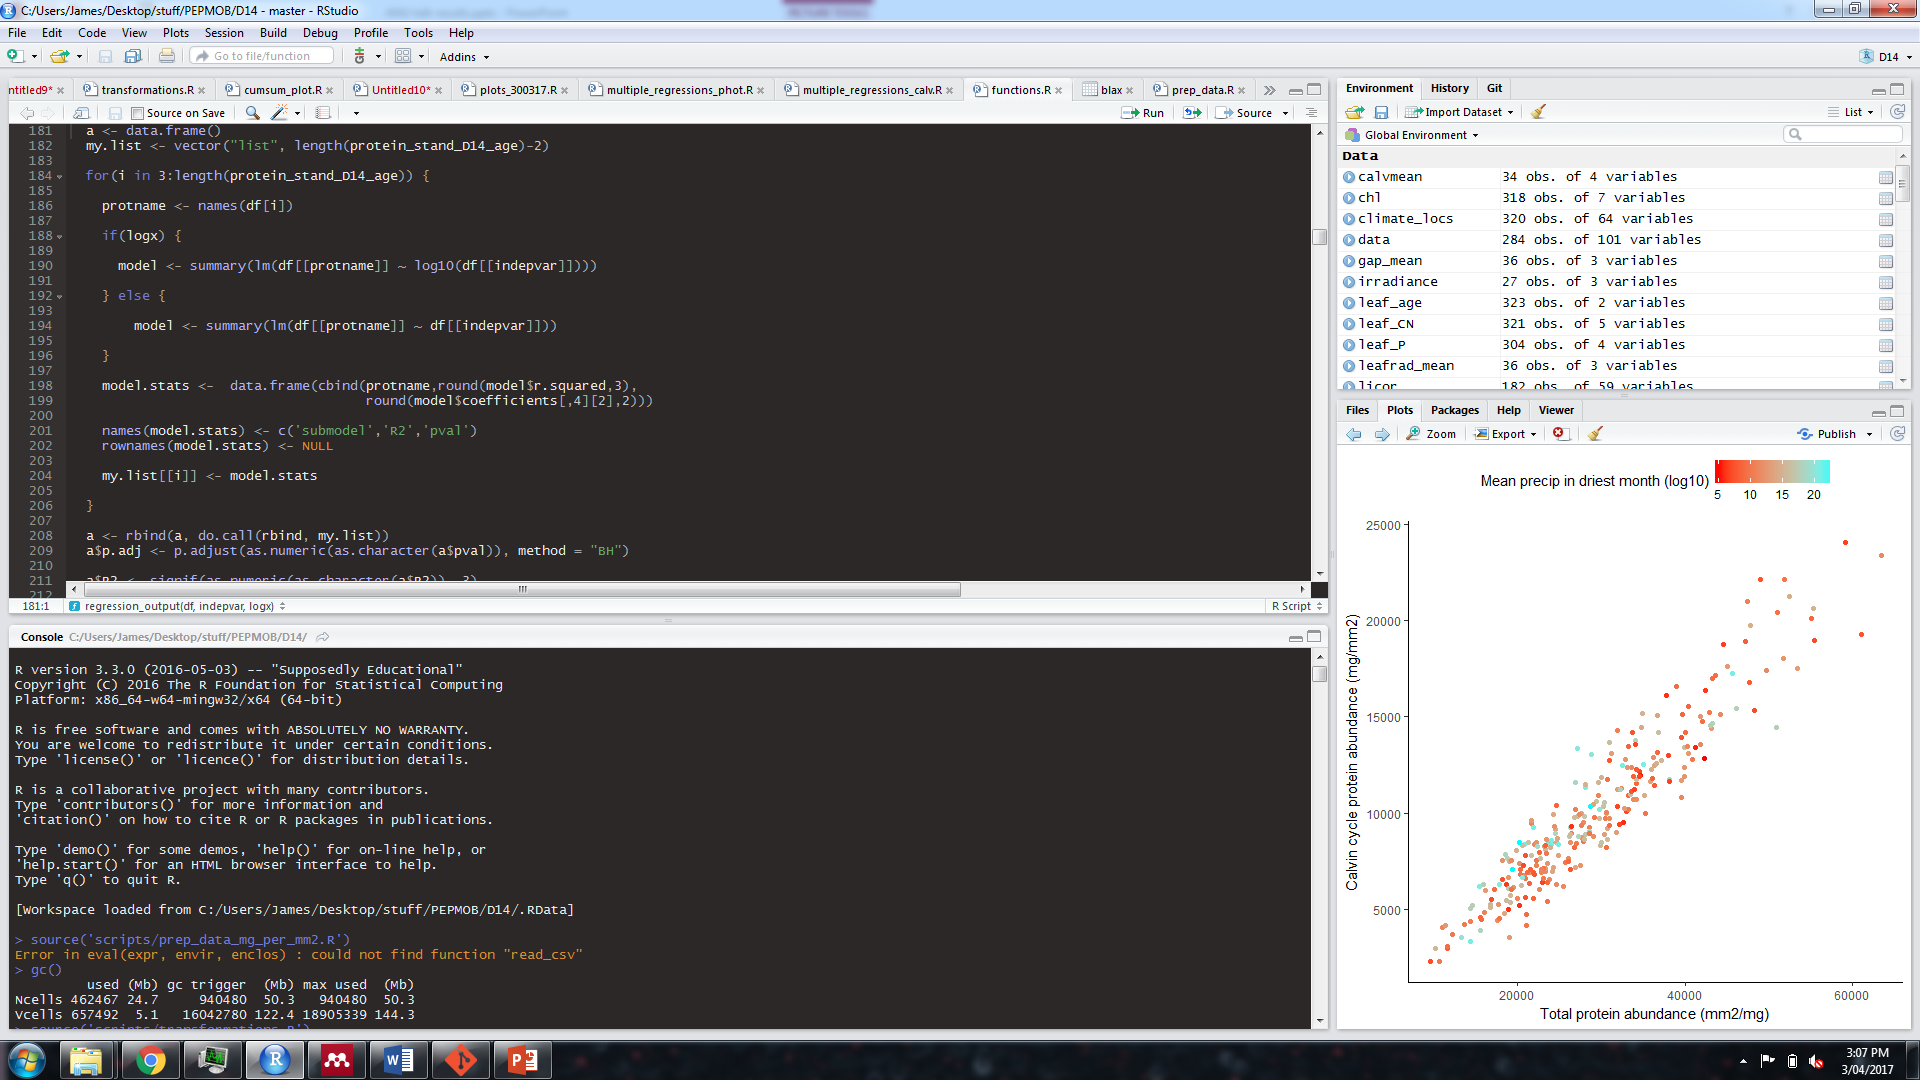 C:/Users/James/Desktop/stuff/PEPMOB/D14 - master - RStudio
File Edit Code View Plots Session Build Debug Profile Tools Help
Go to file/function Addins D14
ntitled9* transformations.R cumsum_plot.R Untitled10* plots_300317.R multiple_regressions_phot.R multiple_regressions_calv.R functions.R blax prep_data.R
Source on Save Run Source
181 a <- data.frame()
182 my.list <- vector("list", length(protein_stand_D14_age)-2)
183
184 for(i in 3:length(protein_stand_D14_age)) {
185
186 protname <- names(df[i])
187
188 if(logx) {
189
190 model <- summary(lm(df[[protname]] ~ log10(df[[indepvar]])))
191
192 } else {
193
194 model <- summary(lm(df[[protname]] ~ df[[indepvar]]))
195
196 }
197
198 model.stats <-  data.frame(cbind(protname,round(model$r.squared,3),
199 round(model$coefficients[,4][2],2)))
200
201 names(model.stats) <- c('submodel','R2','pval')
202 rownames(model.stats) <- NULL
203
204 my.list[[i]] <- model.stats
205
206 }
207
208 a <- rbind(a, do.call(rbind, my.list))
209 a$p.adj <- p.adjust(as.numeric(as.character(a$pval)), method = "BH")
210
211 a$R2 <- signif(as.numeric(as.character(a$R2)), 3)
212
181:1 regression_output(df, indepvar, logx) R Script
Console C:/Users/James/Desktop/stuff/PEPMOB/D14/
R version 3.3.0 (2016-05-03) -- "Supposedly Educational"
Copyright (C) 2016 The R Foundation for Statistical Computing
Platform: x86_64-w64-mingw32/x64 (64-bit)
R is free software and comes with ABSOLUTELY NO WARRANTY.
You are welcome to redistribute it under certain conditions.
Type 'license()' or 'licence()' for distribution details.
R is a collaborative project with many contributors.
Type 'contributors()' for more information and
'citation()' on how to cite R or R packages in publications.
Type 'demo()' for some demos, 'help()' for on-line help, or
'help.start()' for an HTML browser interface to help.
Type 'q()' to quit R.
[Workspace loaded from C:/Users/James/Desktop/stuff/PEPMOB/D14/.RData]
> source('scripts/prep_data_mg_per_mm2.R')
Error in eval(expr, envir, enclos) : could not find function "read_csv"
> gc()
used (Mb) gc trigger (Mb) max used (Mb)
Ncells 462467 24.7 940480 50.3 940480 50.3
Vcells 657492 5.1 16042780 122.4 18905339 144.3
> source('scripts/transformations.R')
Environment History Git
Import Dataset List
Global Environment
Data
calvmean 34 obs. of 4 variables
chl 318 obs. of 7 variables
climate_locs 320 obs. of 64 variables
data 284 obs. of 101 variables
gap_mean 36 obs. of 3 variables
irradiance 27 obs. of 3 variables
leaf_age 323 obs. of 2 variables
leaf_CN 321 obs. of 5 variables
leaf_P 304 obs. of 4 variables
leafrad_mean 36 obs. of 3 variables
licor 182 obs. of 59 variables
Files Plots Packages Help Viewer
Zoom Export Publish
Mean precip in driest month (log10)
5 10 15 20
Calvin cycle protein abundance (mg/mm2)
25000
20000
15000
10000
5000
20000 40000 60000
Total protein abundance (mm2/mg)
3:07 PM
3/04/2017